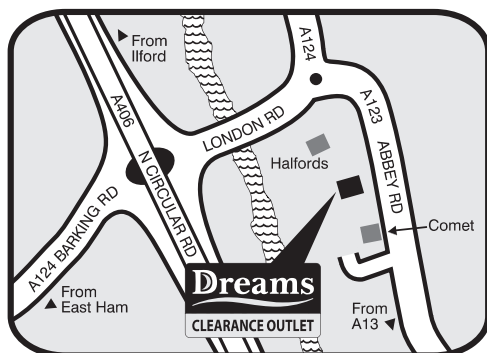 From
Ilford
A124
A406
A123
LONDON RD
Halfords
ABBEY RD
N CIRCULAR RD
A124 BARKING RD
Comet
Dreams
CLEARANCE OUTLET
From
East Ham
From
A13